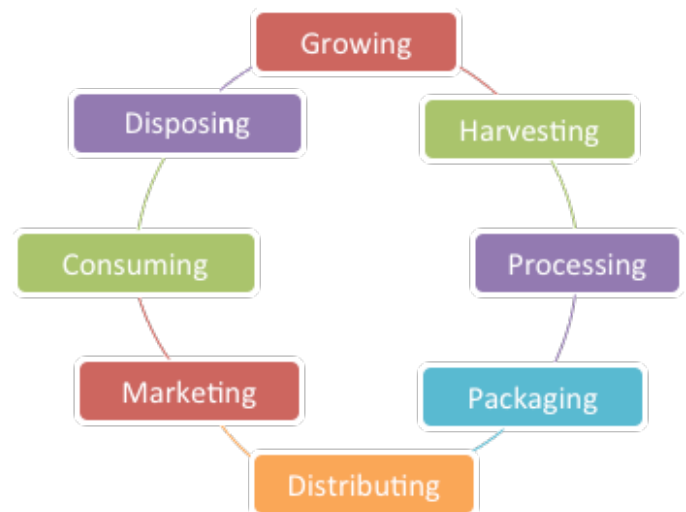 Growing
Harvesting
Processing
Packaging
Distributing
Marketing
Consuming
Disposing